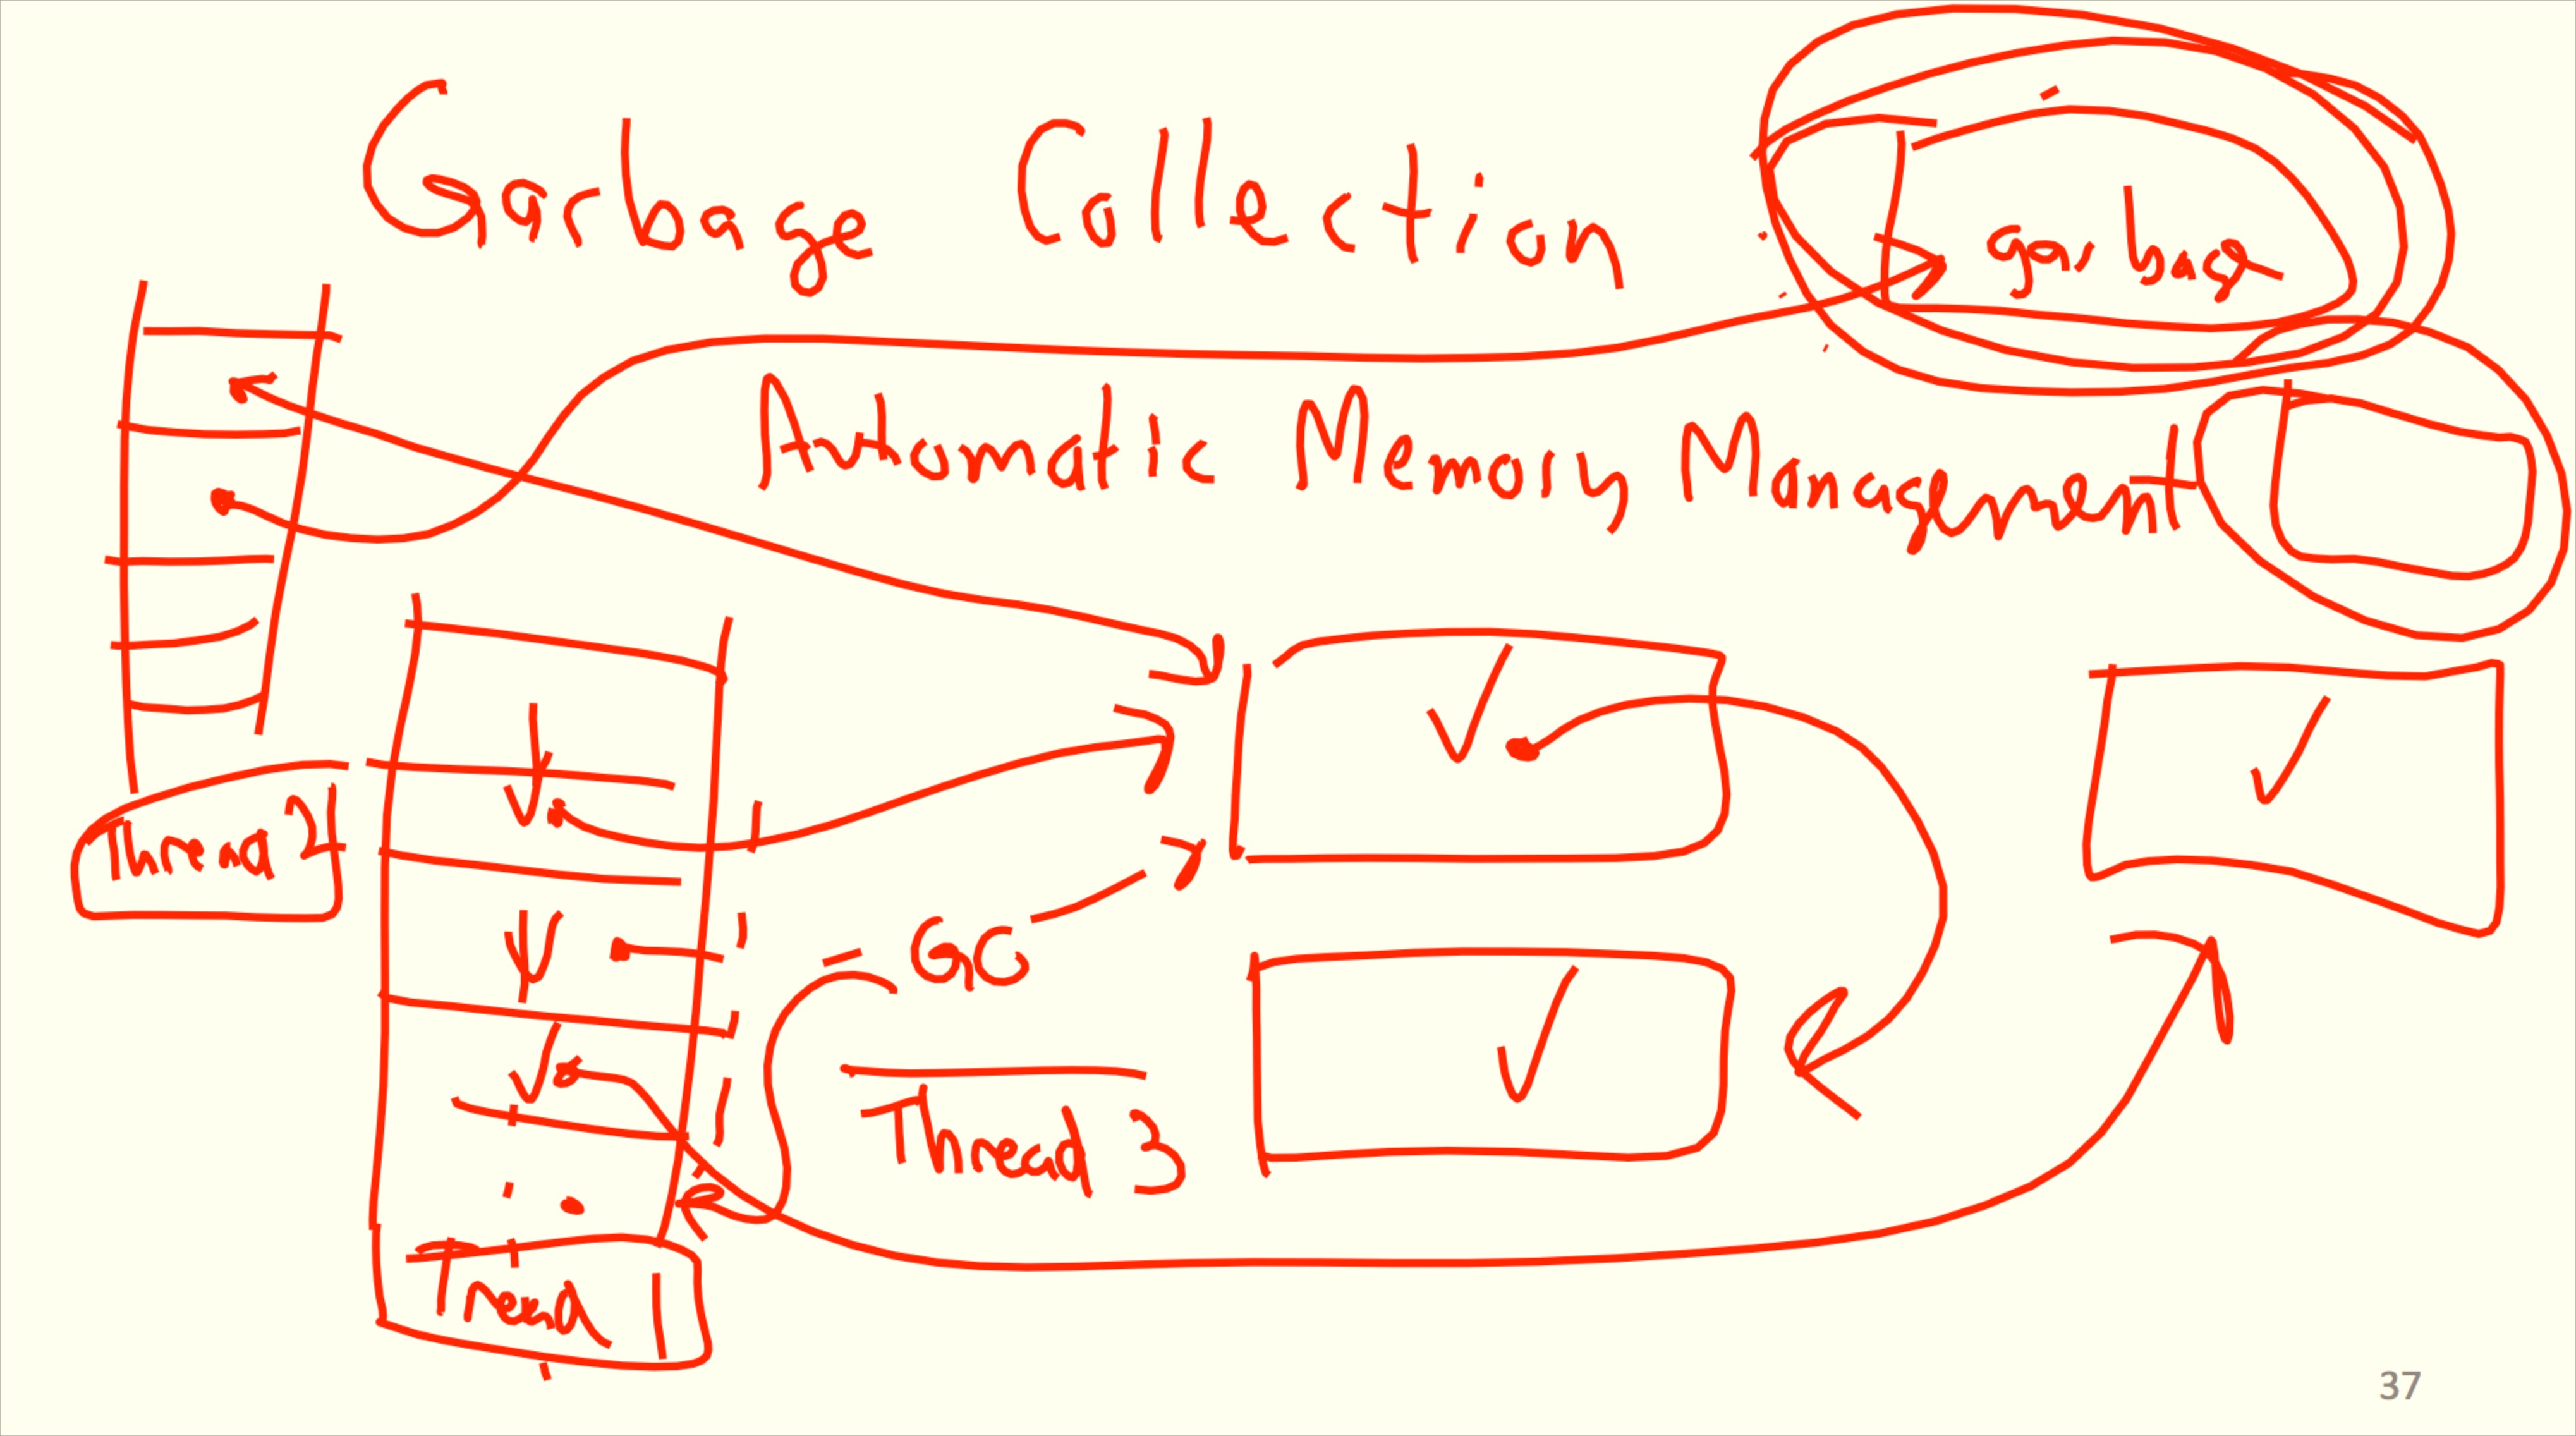 Garbage Collection
garbage
Automatic Memory Management
Thread 2
GC
Thread 3
Thread 1
37